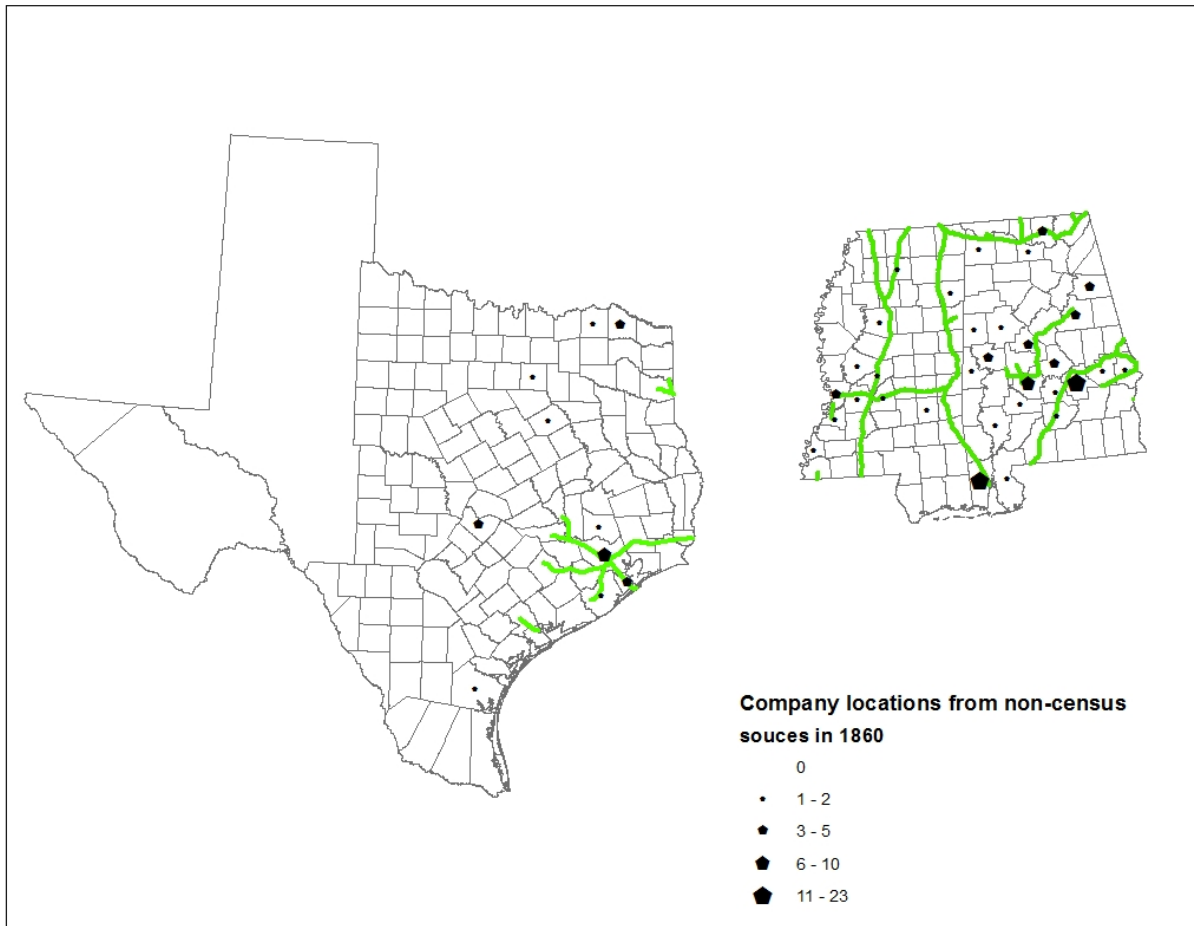 Company locations from non-census
souces in 1860
0
1 - 2
3 - 5
6 - 10
11 - 23